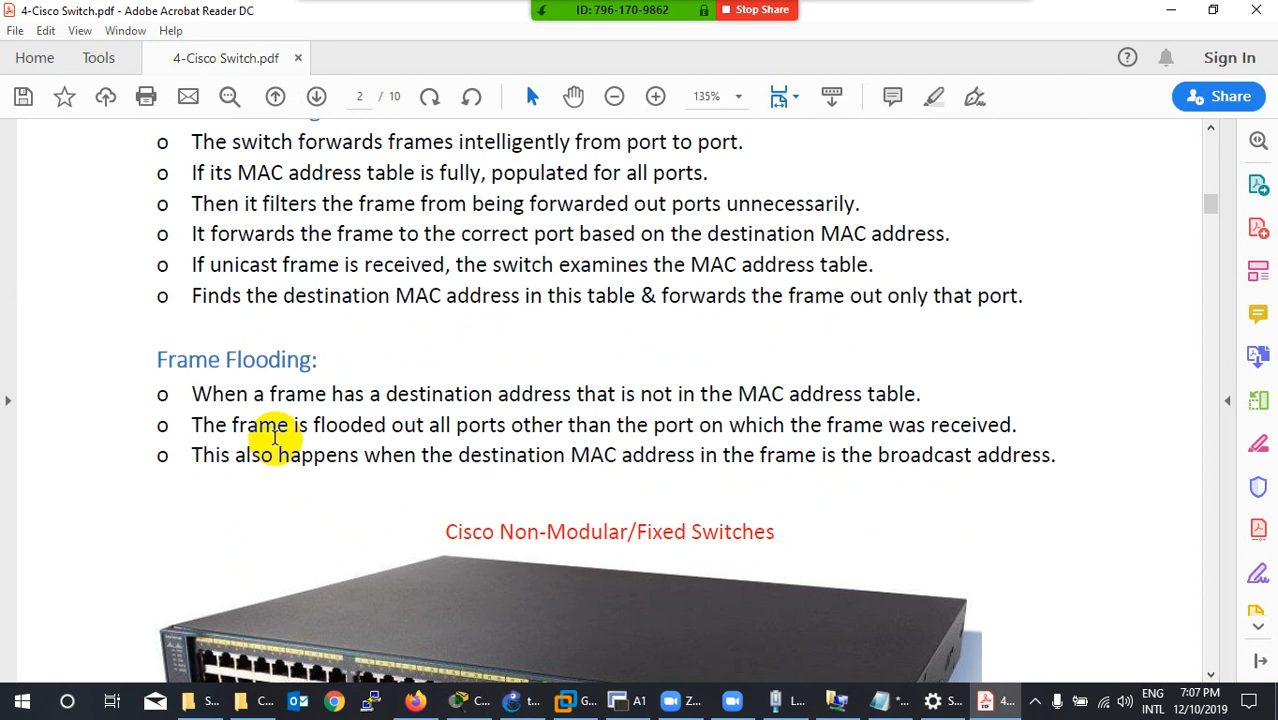 4-Cisco Switch.pdf - Adobe Acrobat Reader DC
ID: 796-170-9862
Stop Share
File Edit View Window Help
Home Tools 4-Cisco Switch.pdf × Sign In
2 / 10 135% Share
o The switch forwards frames intelligently from port to port.
o If its MAC address table is fully, populated for all ports.
o Then it filters the frame from being forwarded out ports unnecessarily.
o It forwards the frame to the correct port based on the destination MAC address.
o If unicast frame is received, the switch examines the MAC address table.
o Finds the destination MAC address in this table & forwards the frame out only that port.
Frame Flooding:
o When a frame has a destination address that is not in the MAC address table.
o The frame is flooded out all ports other than the port on which the frame was received.
o This also happens when the destination MAC address in the frame is the broadcast address.
Cisco Non-Modular/Fixed Switches
S... C... C... t... G... A1 Z... L... *... S... 4...
ENG 7:07 PM
INTL 12/10/2019